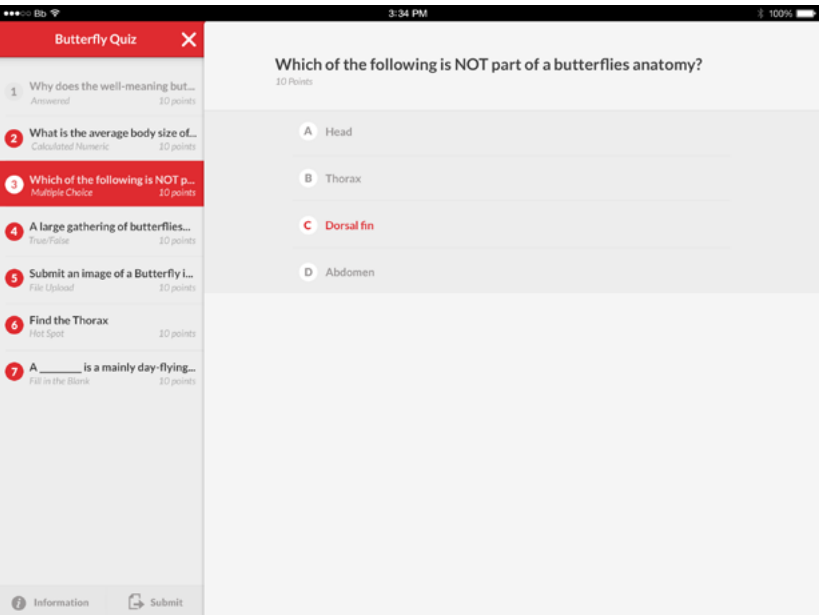 Bb 3:34 PM 100%
Butterfly Quiz
1 Why does the well-meaning but...
Answered 10 points
2 What is the average body size of...
Calculated Numeric 10 points
3 Which of the following is NOT p...
Multiple Choice 10 points
4 A large gathering of butterflies...
True/False 10 points
5 Submit an image of a Butterfly i...
File Upload 10 points
6 Find the Thorax
Hot Spot 10 points
7 A ________ is a mainly day-flying...
Fill in the Blank 10 points
Information Submit
Which of the following is NOT part of a butterflies anatomy?
10 Points
A Head
B Thorax
C Dorsal fin
D Abdomen